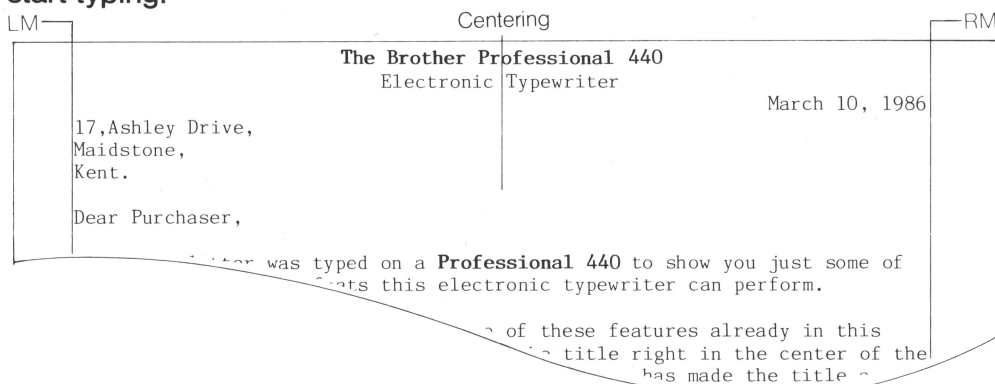 start typing.
LM Centering RM
The Brother Professional 440
Electronic Typewriter
March 10, 1986
17,Ashley Drive,
Maidstone,
Kent.
Dear Purchaser,
was typed on a Professional 440 to show you just some of
this electronic typewriter can perform.
of these features already in this
title right in the center of the
has made the title